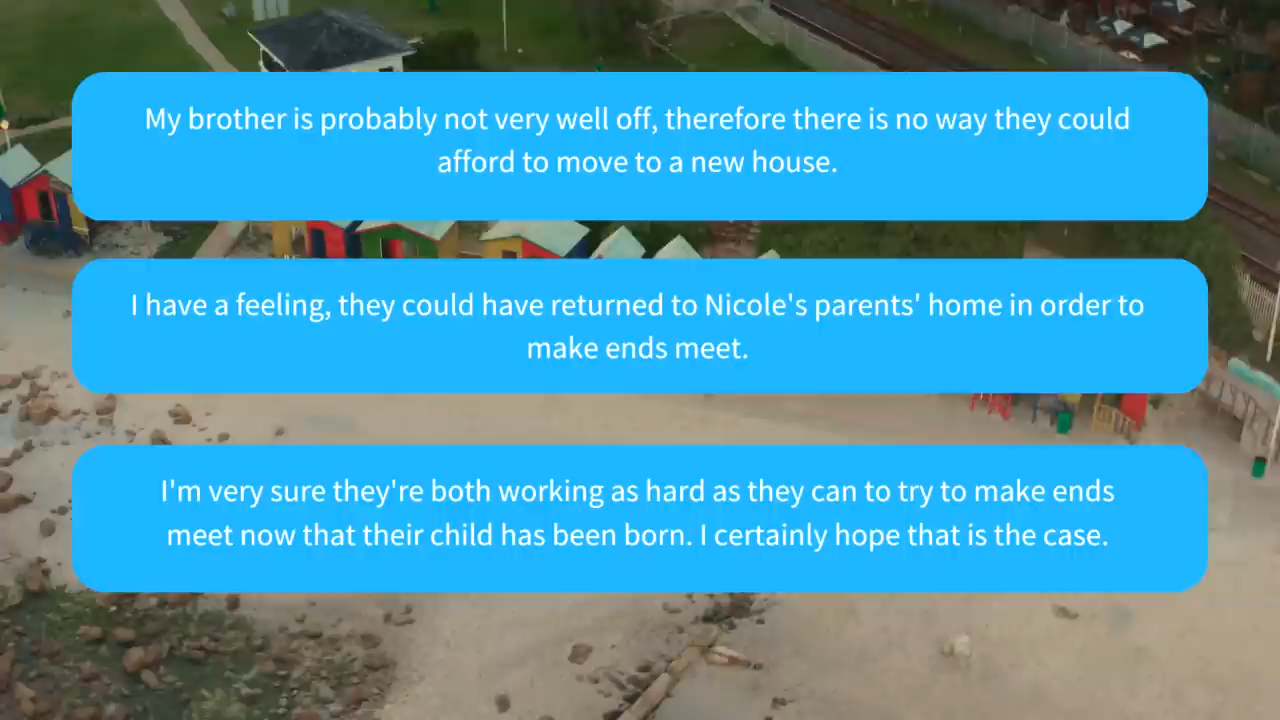 My brother is probably not very well off, therefore there is no way they could
afford to move to a new house.
I have a feeling, they could have returned to Nicole's parents' home in order to
make ends meet.
I'm very sure they're both working as hard as they can to try to make ends
meet now that their child has been born. I certainly hope that is the case.